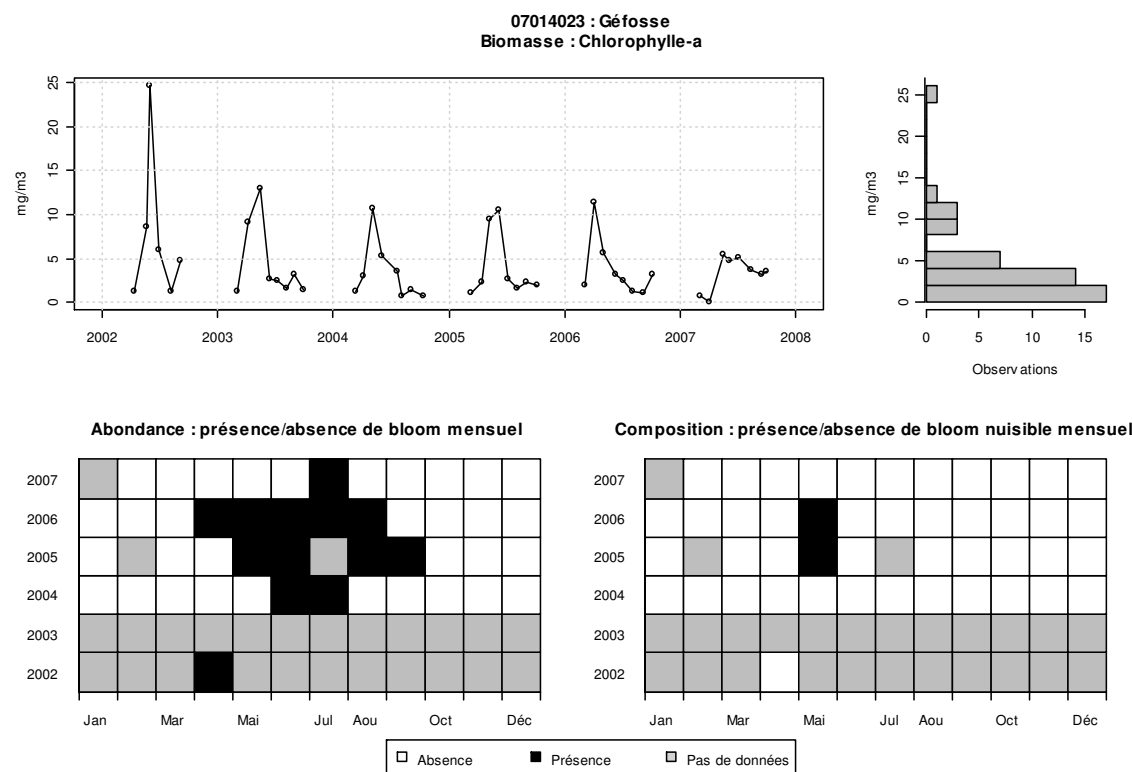 07014023 : Géfosse
Biomasse : Chlorophylle-a
mg/m3
25
20
15
10
5
0
2002 2003 2004 2005 2006 2007 2008
mg/m3
25
20
15
10
5
0
0 5 10 15
Observations
Abondance : présence/absence de bloom mensuel
2007
2006
2005
2004
2003
2002
Jan Mar Mai Jul Aou Oct Déc
Composition : présence/absence de bloom nuisible mensuel
2007
2006
2005
2004
2003
2002
Jan Mar Mai Jul Aou Oct Déc
Absence Présence Pas de données